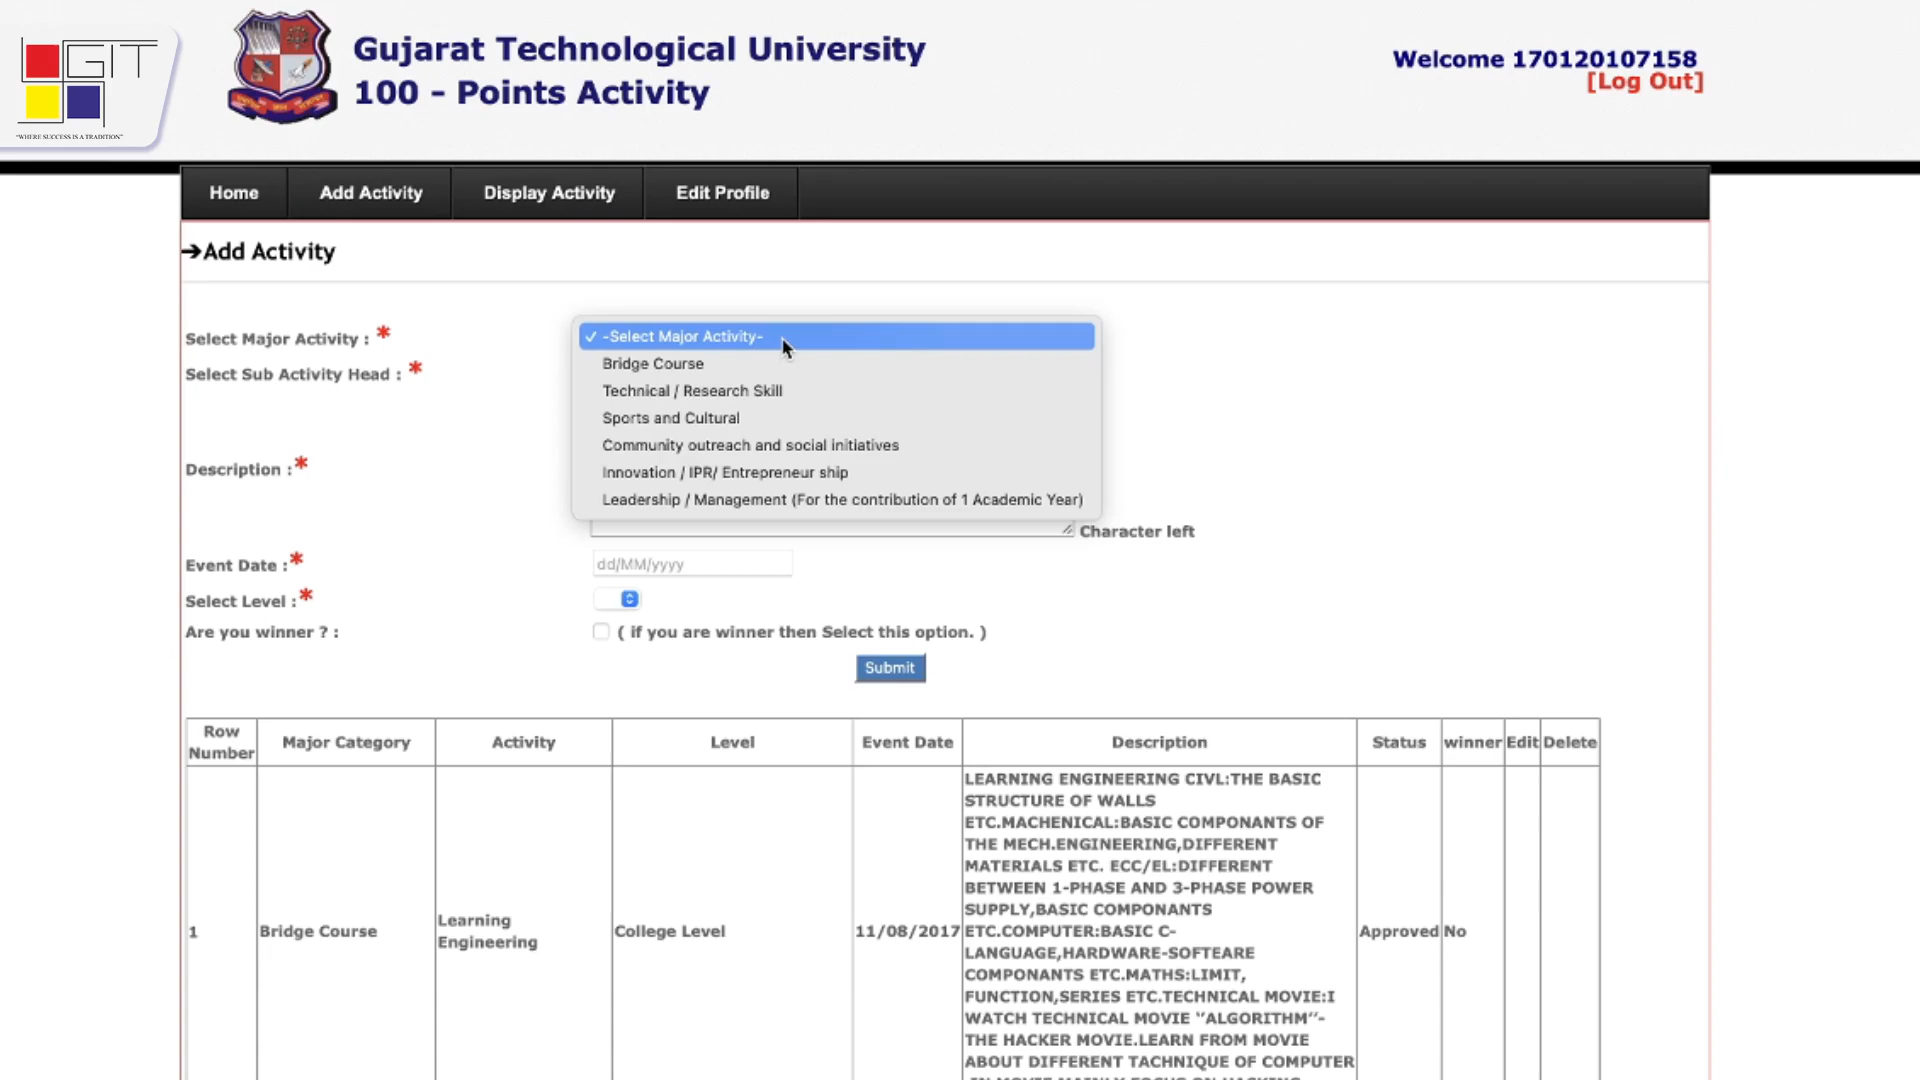 GIT
"WHERE SUCCESS IS A TRADITION"
Gujarat Technological University
100 - Points Activity
Welcome 170120107158
[Log Out]
Home
Add Activity
Display Activity
Edit Profile
➔Add Activity
Select Major Activity : *
✓ -Select Major Activity-
Bridge Course
Technical / Research Skill
Sports and Cultural
Community outreach and social initiatives
Innovation / IPR/ Entrepreneur ship
Leadership / Management (For the contribution of 1 Academic Year)
Select Sub Activity Head : *
Description :*
Character left
Event Date :*
dd/MM/yyyy
Select Level :*
Are you winner ? :
( if you are winner then Select this option. )
Submit
Row
Number
Major Category
Activity
Level
Event Date
Description
Status
winner
Edit
Delete
1
Bridge Course
Learning
Engineering
College Level
11/08/2017
LEARNING ENGINEERING CIVL:THE BASIC
STRUCTURE OF WALLS
ETC.MACHENICAL:BASIC COMPONANTS OF
THE MECH.ENGINEERING,DIFFERENT
MATERIALS ETC. ECC/EL:DIFFERENT
BETWEEN 1-PHASE AND 3-PHASE POWER
SUPPLY,BASIC COMPONANTS
ETC.COMPUTER:BASIC C-
LANGUAGE,HARDWARE-SOFTEARE
COMPONANTS ETC.MATHS:LIMIT,
FUNCTION,SERIES ETC.TECHNICAL MOVIE:I
WATCH TECHNICAL MOVIE "ALGORITHM"-
THE HACKER MOVIE.LEARN FROM MOVIE
ABOUT DIFFERENT TACHNIQUE OF COMPUTER
Approved
No